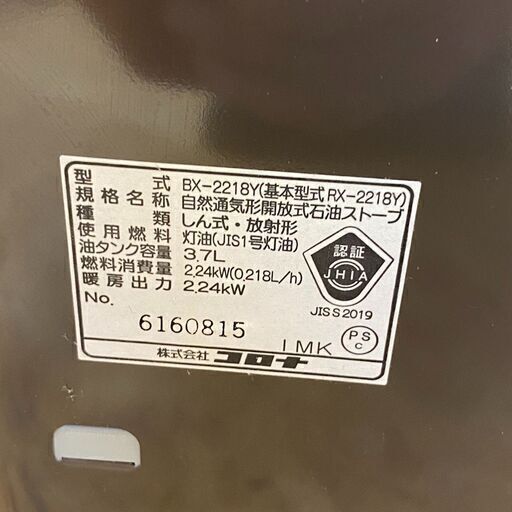 型式 BX-2218Y(基本型式 RX-2218Y)
規格名称 自然通気形開放式石油ストーブ
種類 しん式・放射形
使用燃料 灯油(JIS1号灯油)
油タンク容量 3.7L
燃料消費量 2.24kW(0.218L/h)
暖房出力 2.24kW
No.
6160815
認証
JHIA
JIS S 2019
1MK
PSC
株式会社コロナ